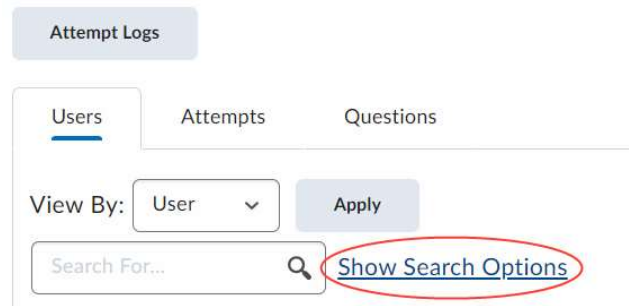 Attempt Logs
Users Attempts Questions
View By: User Apply
Search For... Show Search Options